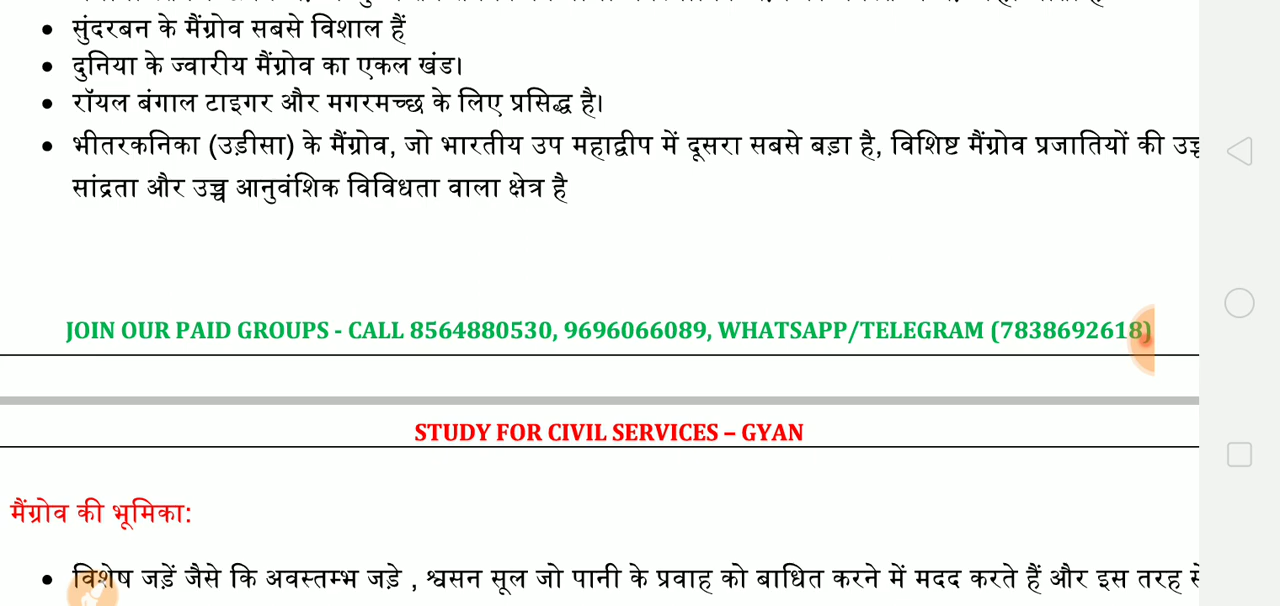 • सुंदरबन के मैंग्रोव सबसे विशाल हैं
• दुनिया के ज्वारीय मैंग्रोव का एकल खंड।
• रॉयल बंगाल टाइगर और मगरमच्छ के लिए प्रसिद्ध है।
• भीतरकनिका (उड़ीसा) के मैंग्रोव, जो भारतीय उप महाद्वीप में दूसरा सबसे बड़ा है, विशिष्ट मैंग्रोव प्रजातियों की
सांद्रता और उच्च आनुवंशिक विविधता वाला क्षेत्र है
JOIN OUR PAID GROUPS - CALL 8564880530, 9696066089, WHATSAPP/TELEGRAM (7838692618)
STUDY FOR CIVIL SERVICES – GYAN
मैंग्रोव की भूमिका:
• विशेष जड़ें जैसे कि अवस्तम्भ जड़े , श्वसन सूल जो पानी के प्रवाह को बाधित करने में मदद करते हैं और इस तरह से